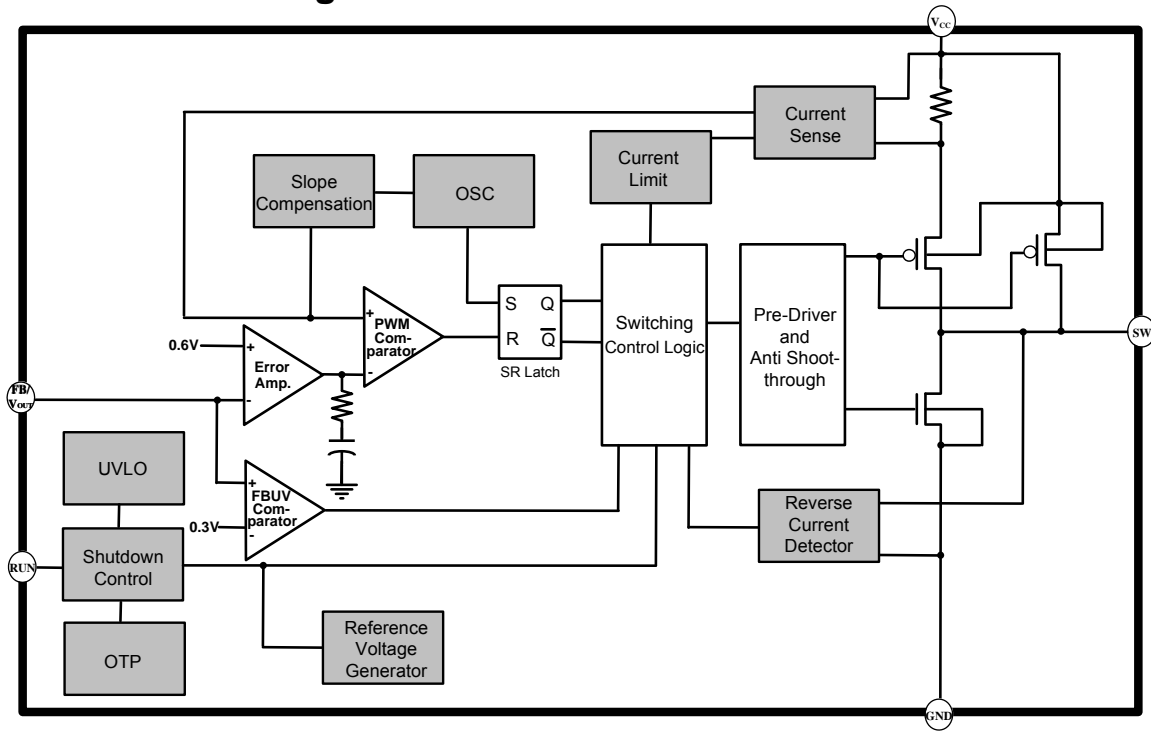 V_CC
Current
Sense
Current
Limit
Slope
Compensation
OSC
S Q
R Q̅
SR Latch
+
PWM
Com-
parator
-
Switching
Control Logic
Pre-Driver
and
Anti Shoot-
through
SW
0.6V
+
Error
Amp.
-
FB/
V_OUT
UVLO
+
FBUV
Com-
parator
-
0.3V
Reverse
Current
Detector
RUN
Shutdown
Control
OTP
Reference
Voltage
Generator
GND